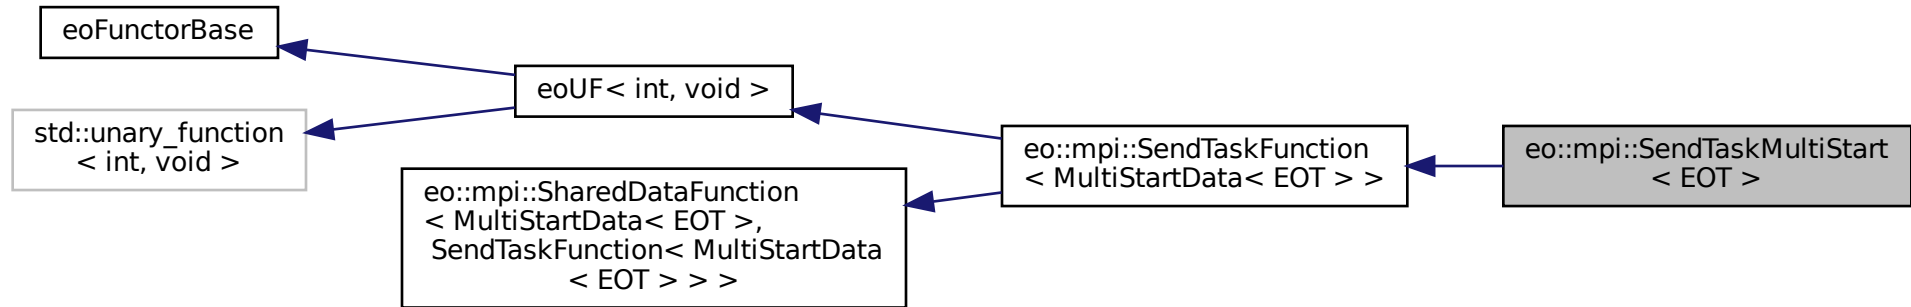 eoFunctorBase
std::unary_function
< int, void >
eoUF< int, void >
eo::mpi::SharedDataFunction
< MultiStartData< EOT >,
SendTaskFunction< MultiStartData
< EOT > > >
eo::mpi::SendTaskFunction
< MultiStartData< EOT > >
eo::mpi::SendTaskMultiStart
< EOT >